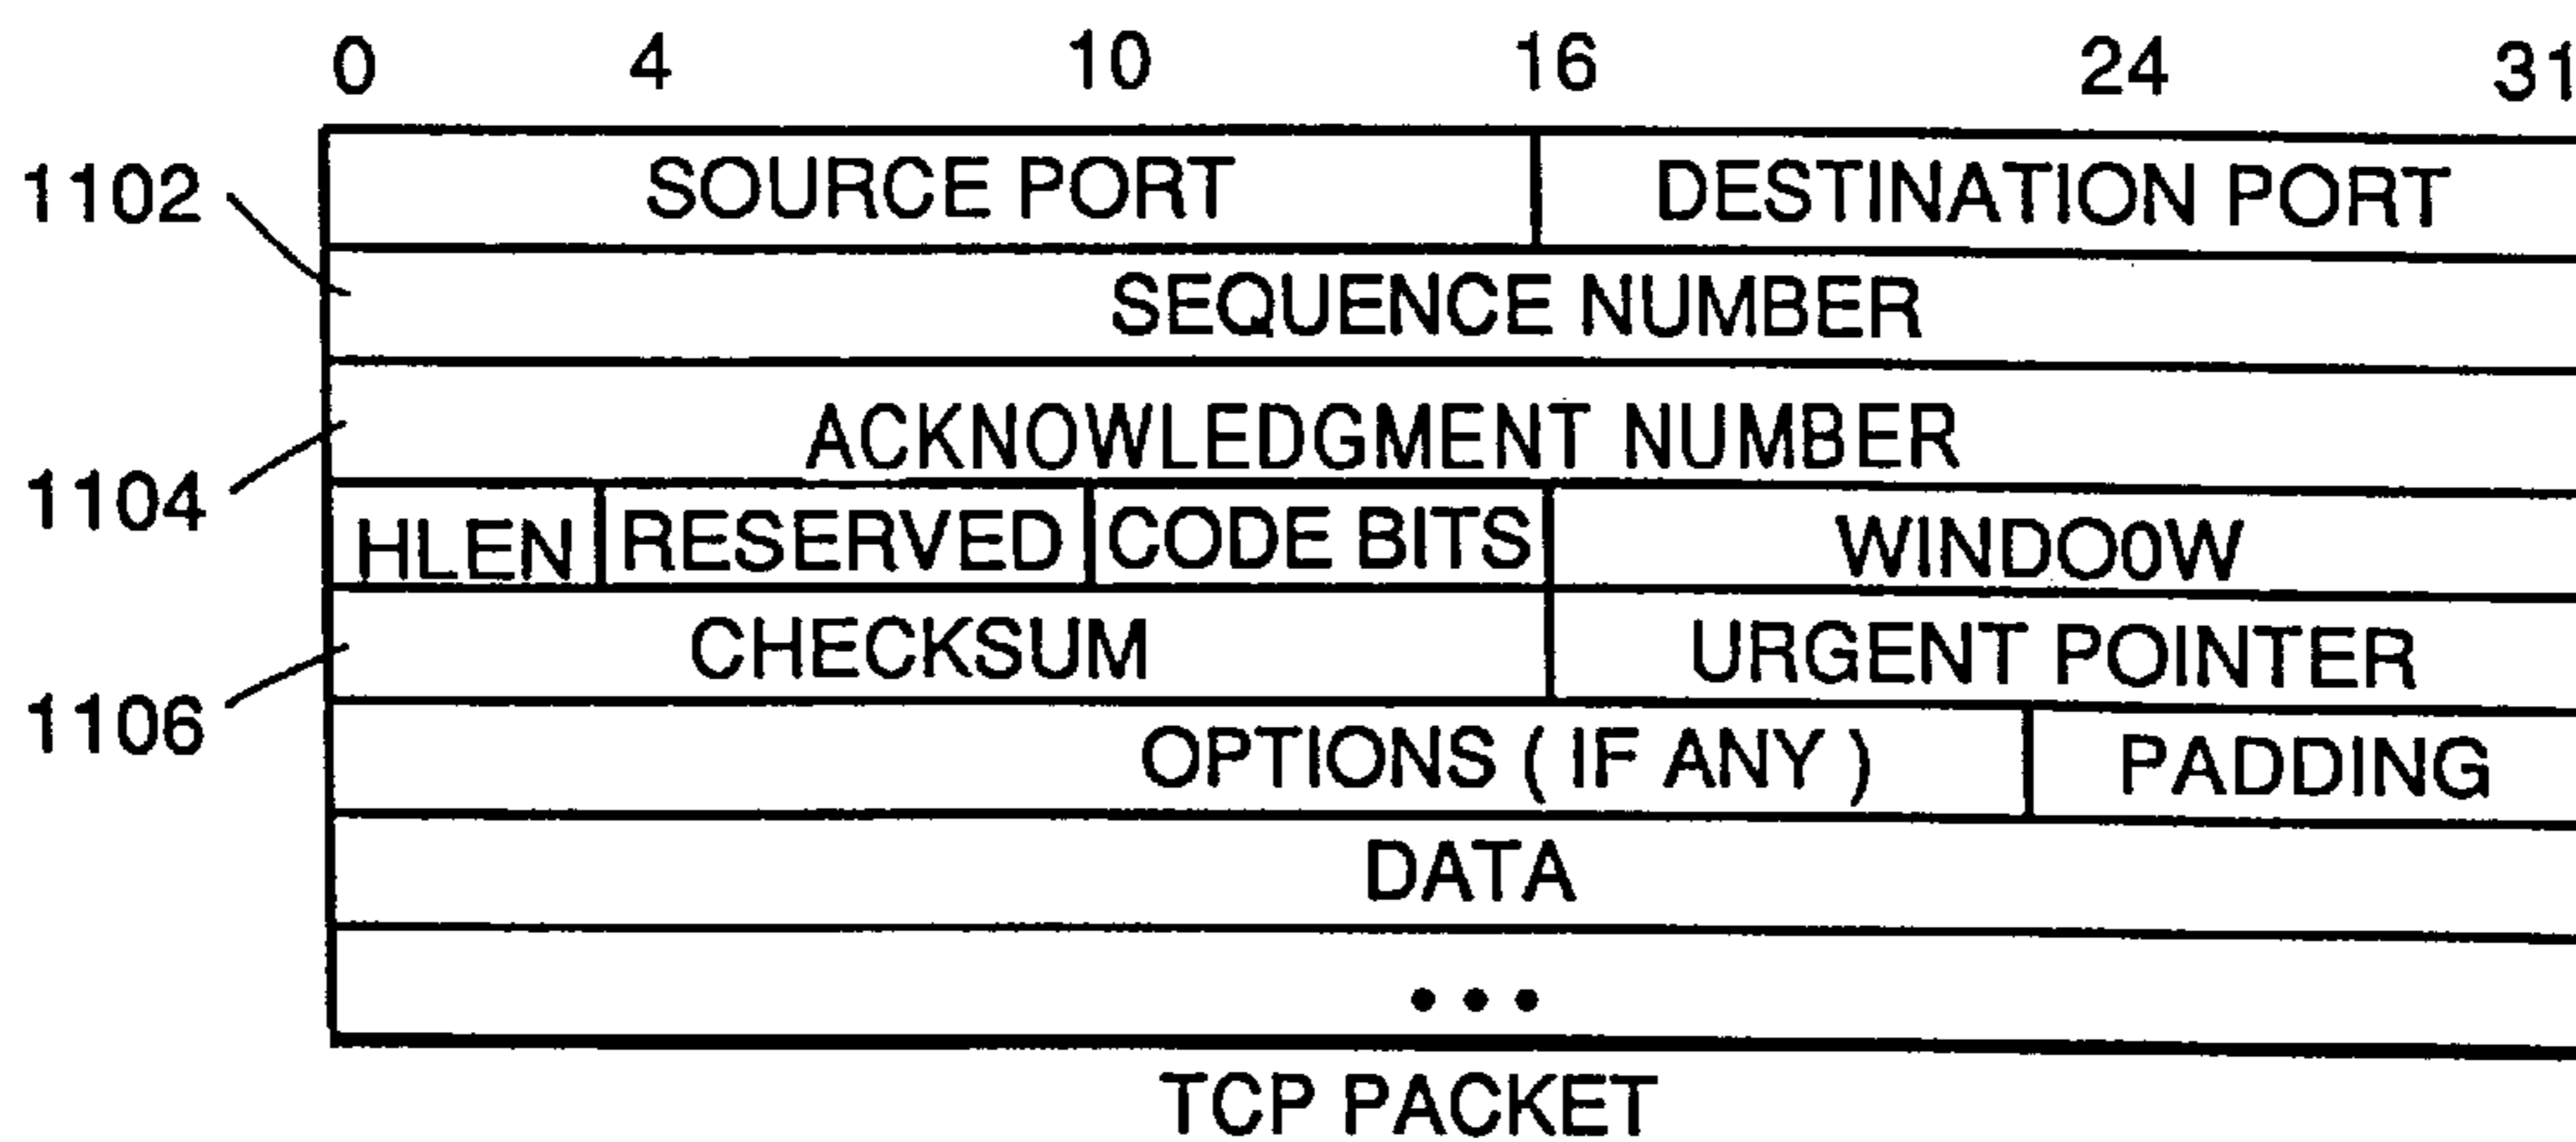 0 4 10 16 24 31
1102 SOURCE PORT DESTINATION PORT
SEQUENCE NUMBER
ACKNOWLEDGMENT NUMBER
1104
HLEN RESERVED CODE BITS WINDO0W
CHECKSUM URGENT POINTER
1106
OPTIONS ( IF ANY ) PADDING
DATA
• • •
TCP PACKET